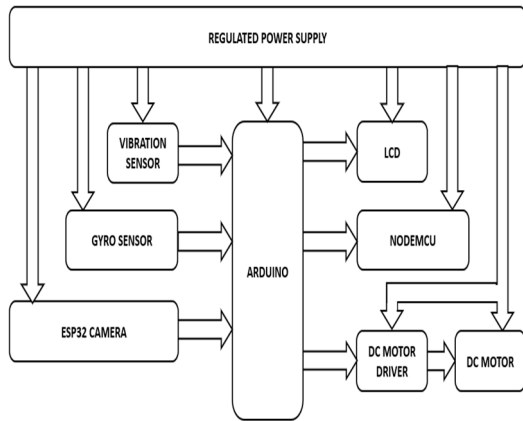 REGULATED POWER SUPPLY
VIBRATION
SENSOR
LCD
GYRO SENSOR
NODEMCU
ARDUINO
ESP32 CAMERA
DC MOTOR
DRIVER
DC MOTOR